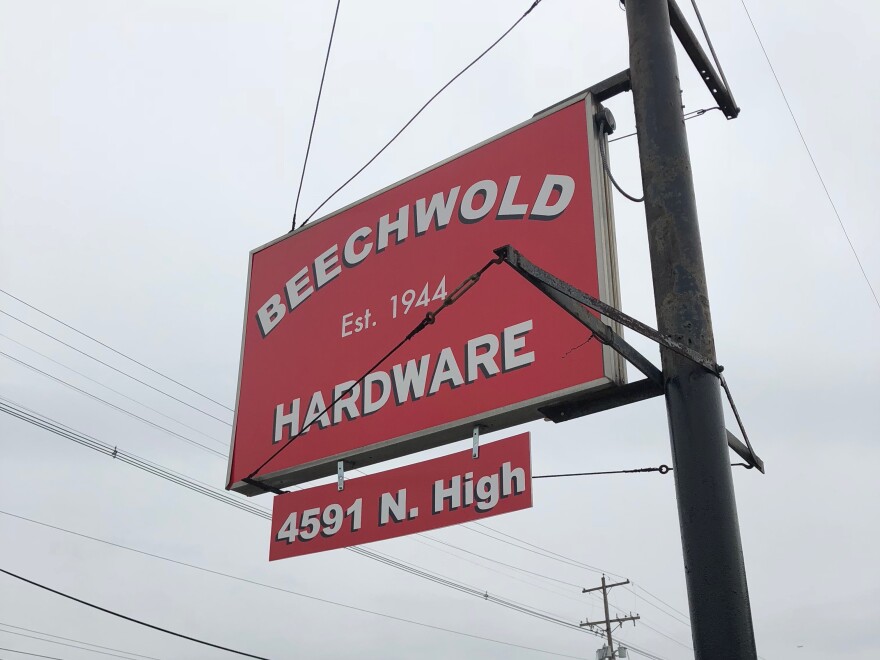 BEECHWOLD
Est. 1944
HARDWARE
4591 N. High